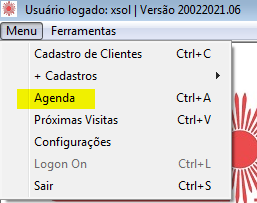 Usuário logado: xsol | Versão 20022021.06
Menu Ferramentas
Cadastro de Clientes Ctrl+C
+ Cadastros
Agenda Ctrl+A
Próximas Visitas Ctrl+V
Configurações
Logon On Ctrl+L
Sair Ctrl+S